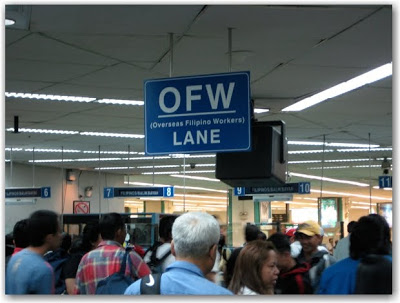 OFW
(Overseas Filipino Workers)
LANE
6
7
8
9
10
11